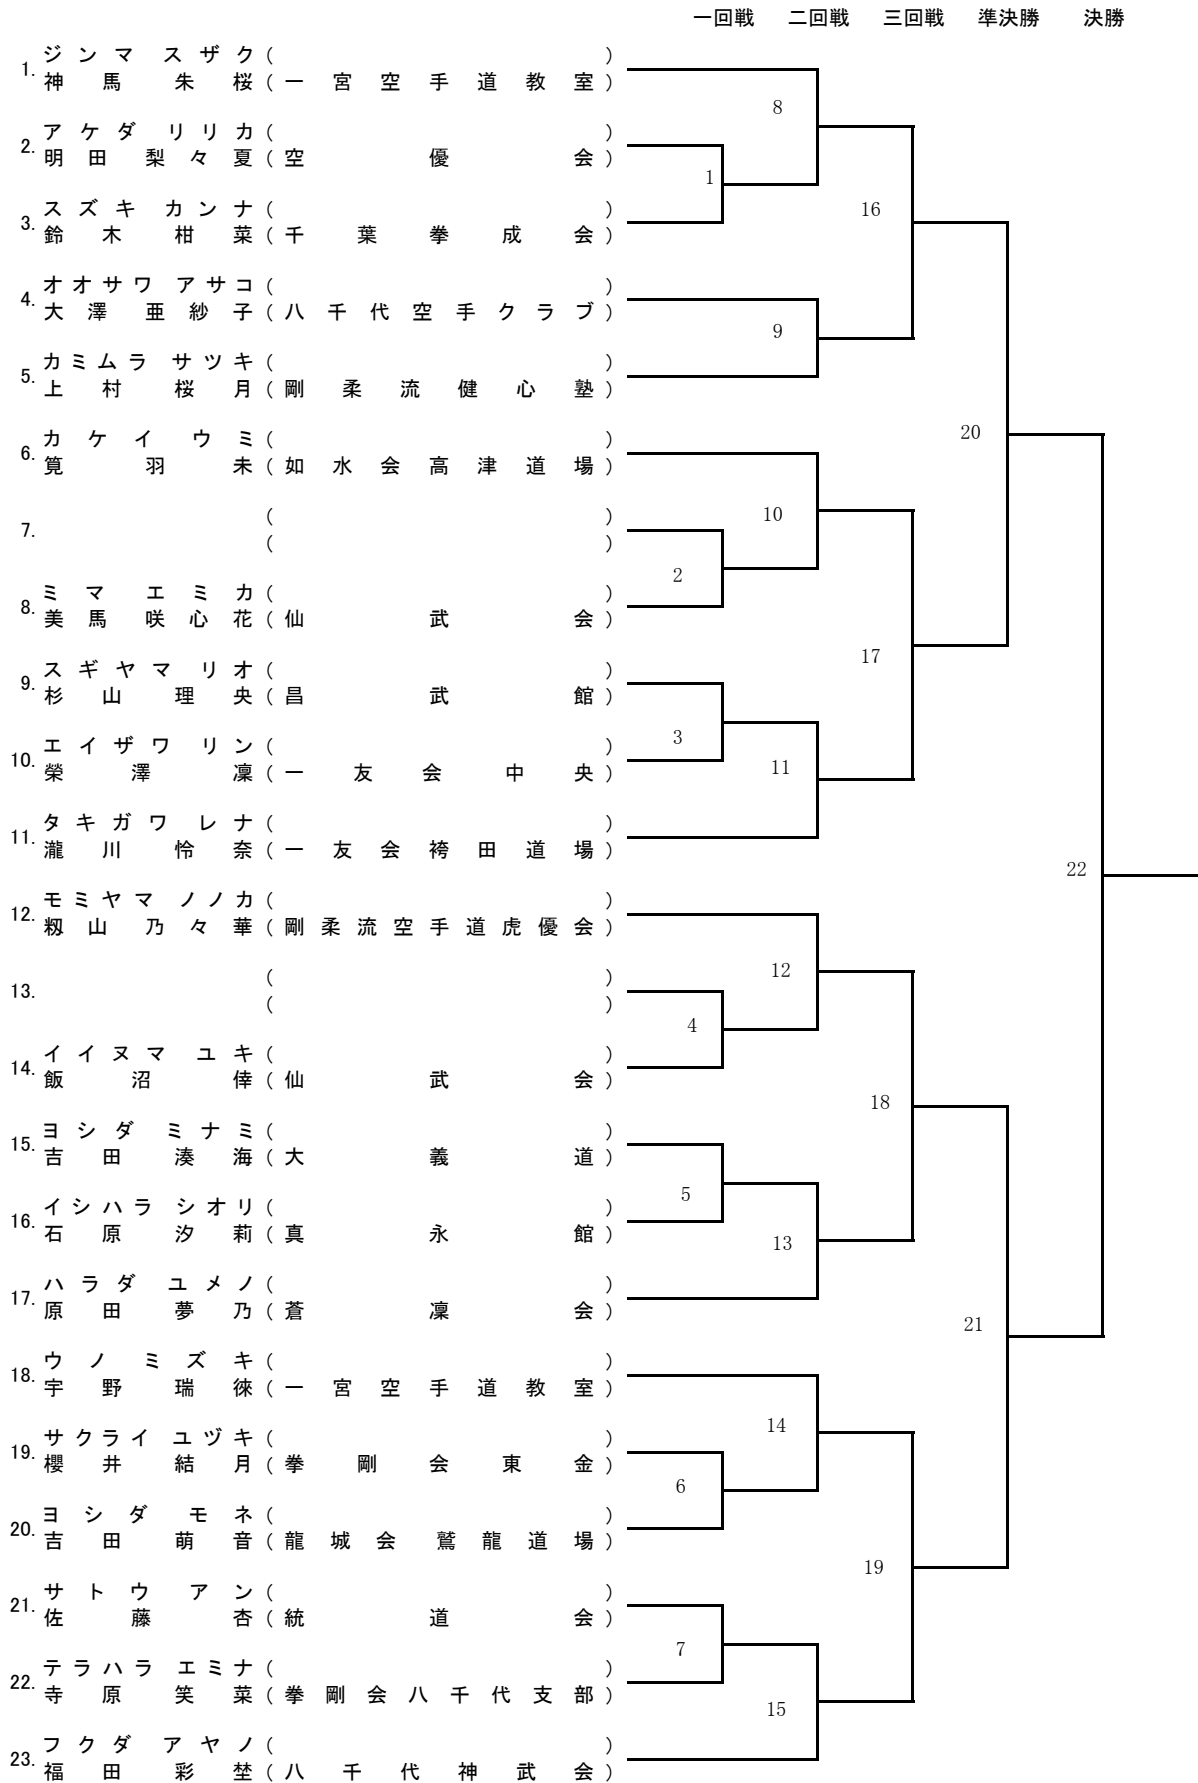 一回戦 二回戦 三回戦 準決勝 決勝
ジンマ スザク ( )
1. 神馬 朱桜 (一宮空手道教室)
8
アケダ リリカ ( )
2. 明田 梨々夏 (空優会)
1
スズキ カンナ ( )
16
3. 鈴木 柑菜 (千葉拳成会)
オオサワ アサコ ( )
4. 大澤 亜紗子 (八千代空手クラブ)
9
カミムラ サツキ ( )
5. 上村 桜月 (剛柔流健心塾)
20
カケイ ウミ ( )
6. 筧 羽未 (如水会高津道場)
( )
10
7.
( )
2
ミマ エミカ ( )
8. 美馬 咲心花 (仙武会)
17
スギヤマ リオ ( )
9. 杉山 理央 (昌武館)
3
エイザワ リン ( )
10. 榮澤 凜 (一友会中央)
11
タキガワ レナ ( )
11. 瀧川 怜奈 (一友会袴田道場)
22
モミヤマ ノノカ ( )
12. 籾山 乃々華 (剛柔流空手道虎優会)
12
( )
13.
( )
4
イイヌマ ユキ ( )
14. 飯沼 倖 (仙武会)
18
ヨシダ ミナミ ( )
15. 吉田 湊海 (大義道)
5
イシハラ シオリ ( )
16. 石原 汐莉 (真永館)
13
ハラダ ユメノ ( )
17. 原田 夢乃 (蒼凜会)
21
ウノ ミズキ ( )
18. 宇野 瑞徠 (一宮空手道教室)
14
サクライ ユヅキ ( )
19. 櫻井 結月 (拳剛会東金)
6
ヨシダ モネ ( )
20. 吉田 萌音 (龍城会 鷲龍道場)
19
サトウ アン ( )
21. 佐藤 杏 (統道会)
7
テラハラ エミナ ( )
22. 寺原 笑菜 (拳剛会八千代支部)
15
フクダ アヤノ ( )
23. 福田 彩埜 (八千代神武会)